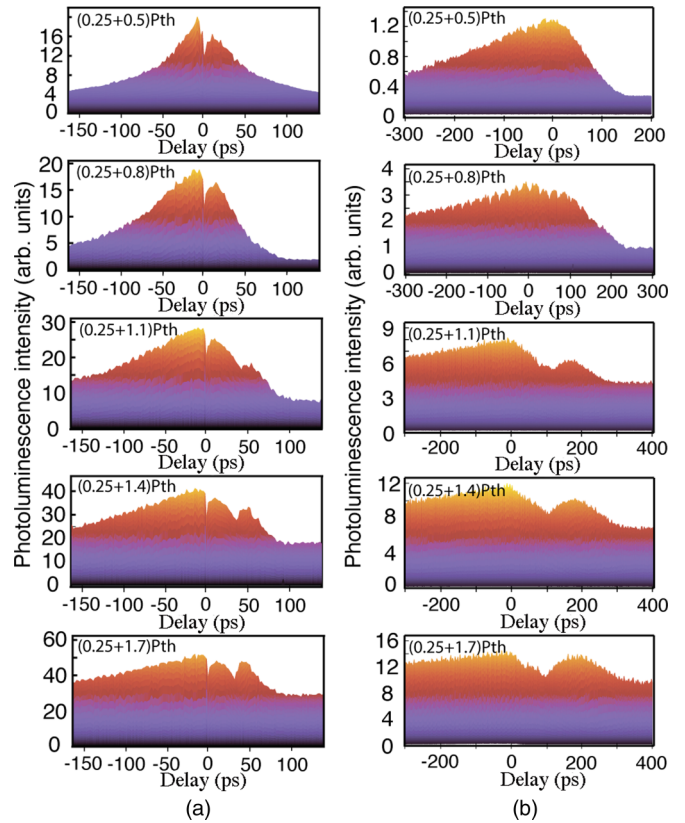 Photoluminescence intensity (arb. units)
(0.25+0.5)Pth
16
12
8
4
0
-150 -100 -50 0 50 100
Delay (ps)
(0.25+0.8)Pth
20
15
10
5
0
-150 -100 -50 0 50 100
Delay (ps)
(0.25+1.1)Pth
30
20
10
0
-150 -100 -50 0 50 100
Delay (ps)
(0.25+1.4)Pth
40
30
20
10
0
-150 -100 -50 0 50 100
Delay (ps)
(0.25+1.7)Pth
60
40
20
0
-150 -100 -50 0 50 100
Delay (ps)
(a)
Photoluminescence intensity (arb. units)
(0.25+0.5)Pth
1.2
0.8
0.4
0
-300 -200 -100 0 100 200
Delay (ps)
(0.25+0.8)Pth
4
3
2
1
0
-300 -200 -100 0 100 200 300
Delay (ps)
(0.25+1.1)Pth
9
6
3
0
-200 0 200 400
Delay (ps)
(0.25+1.4)Pth
12
8
4
0
-200 0 200 400
Delay (ps)
(0.25+1.7)Pth
16
12
8
4
0
-200 0 200 400
Delay (ps)
(b)